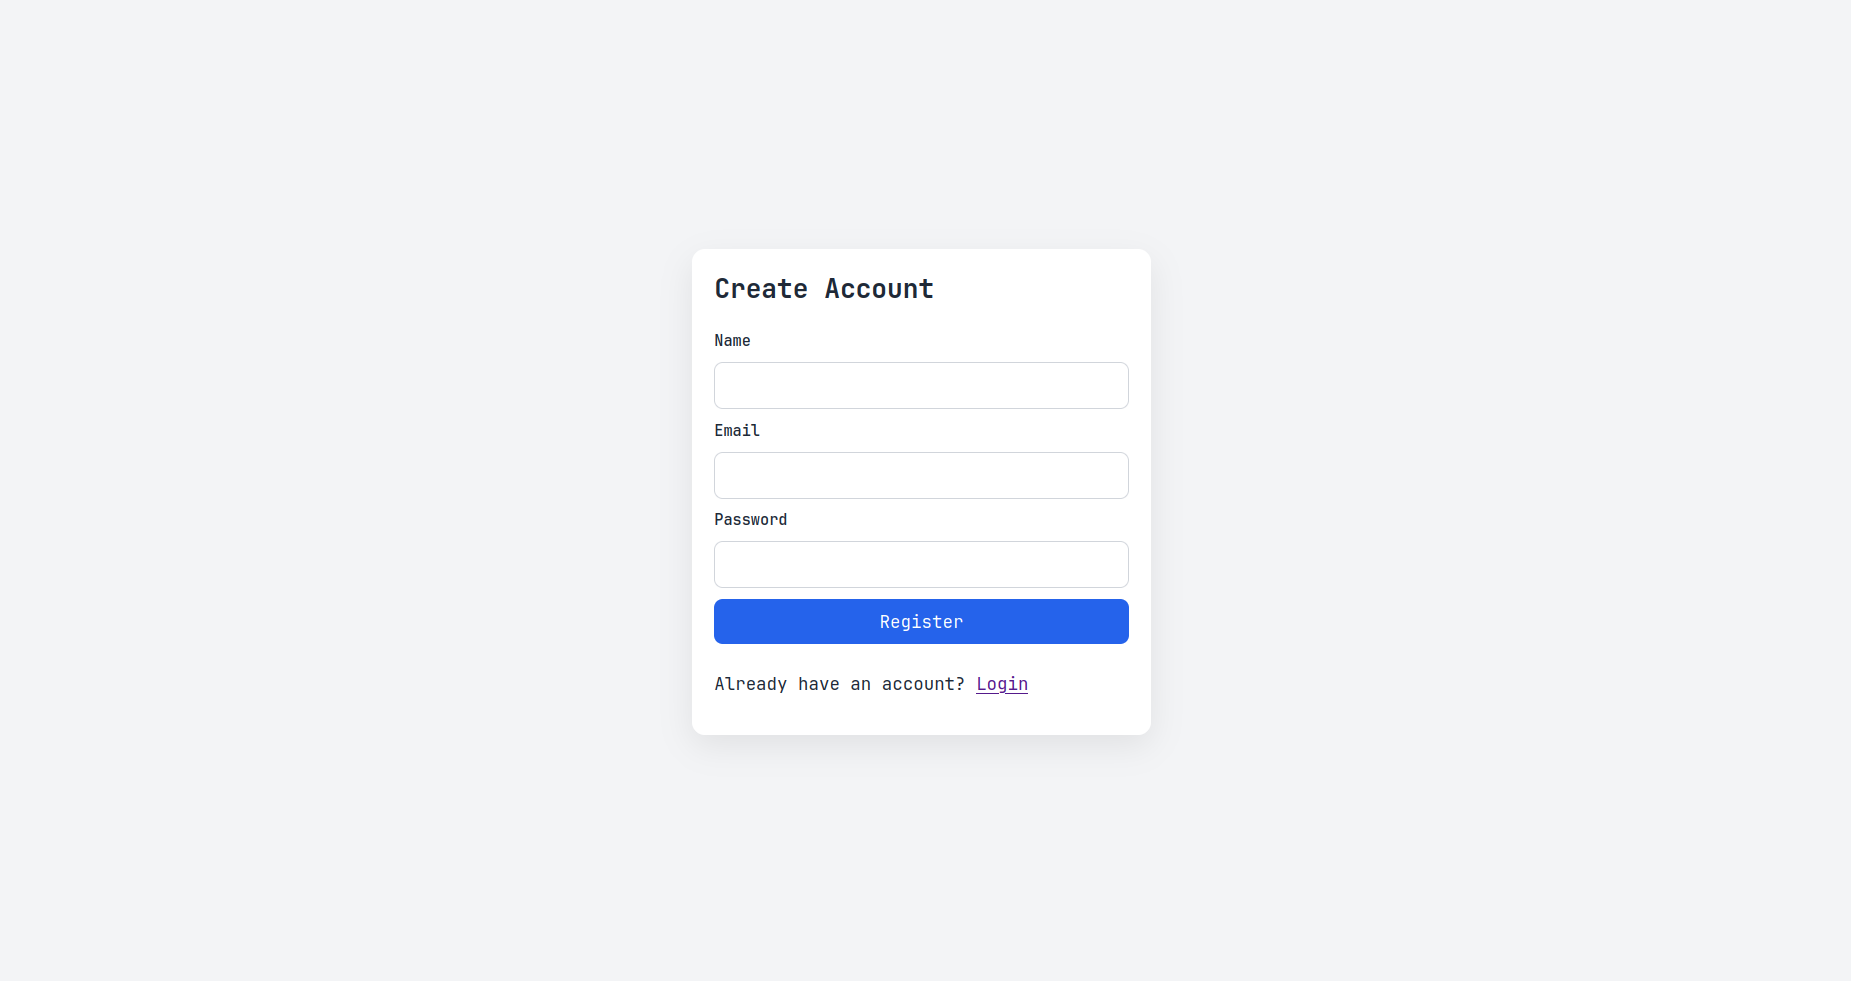 Create Account
Name
Email
Password
Register
Already have an account? Login